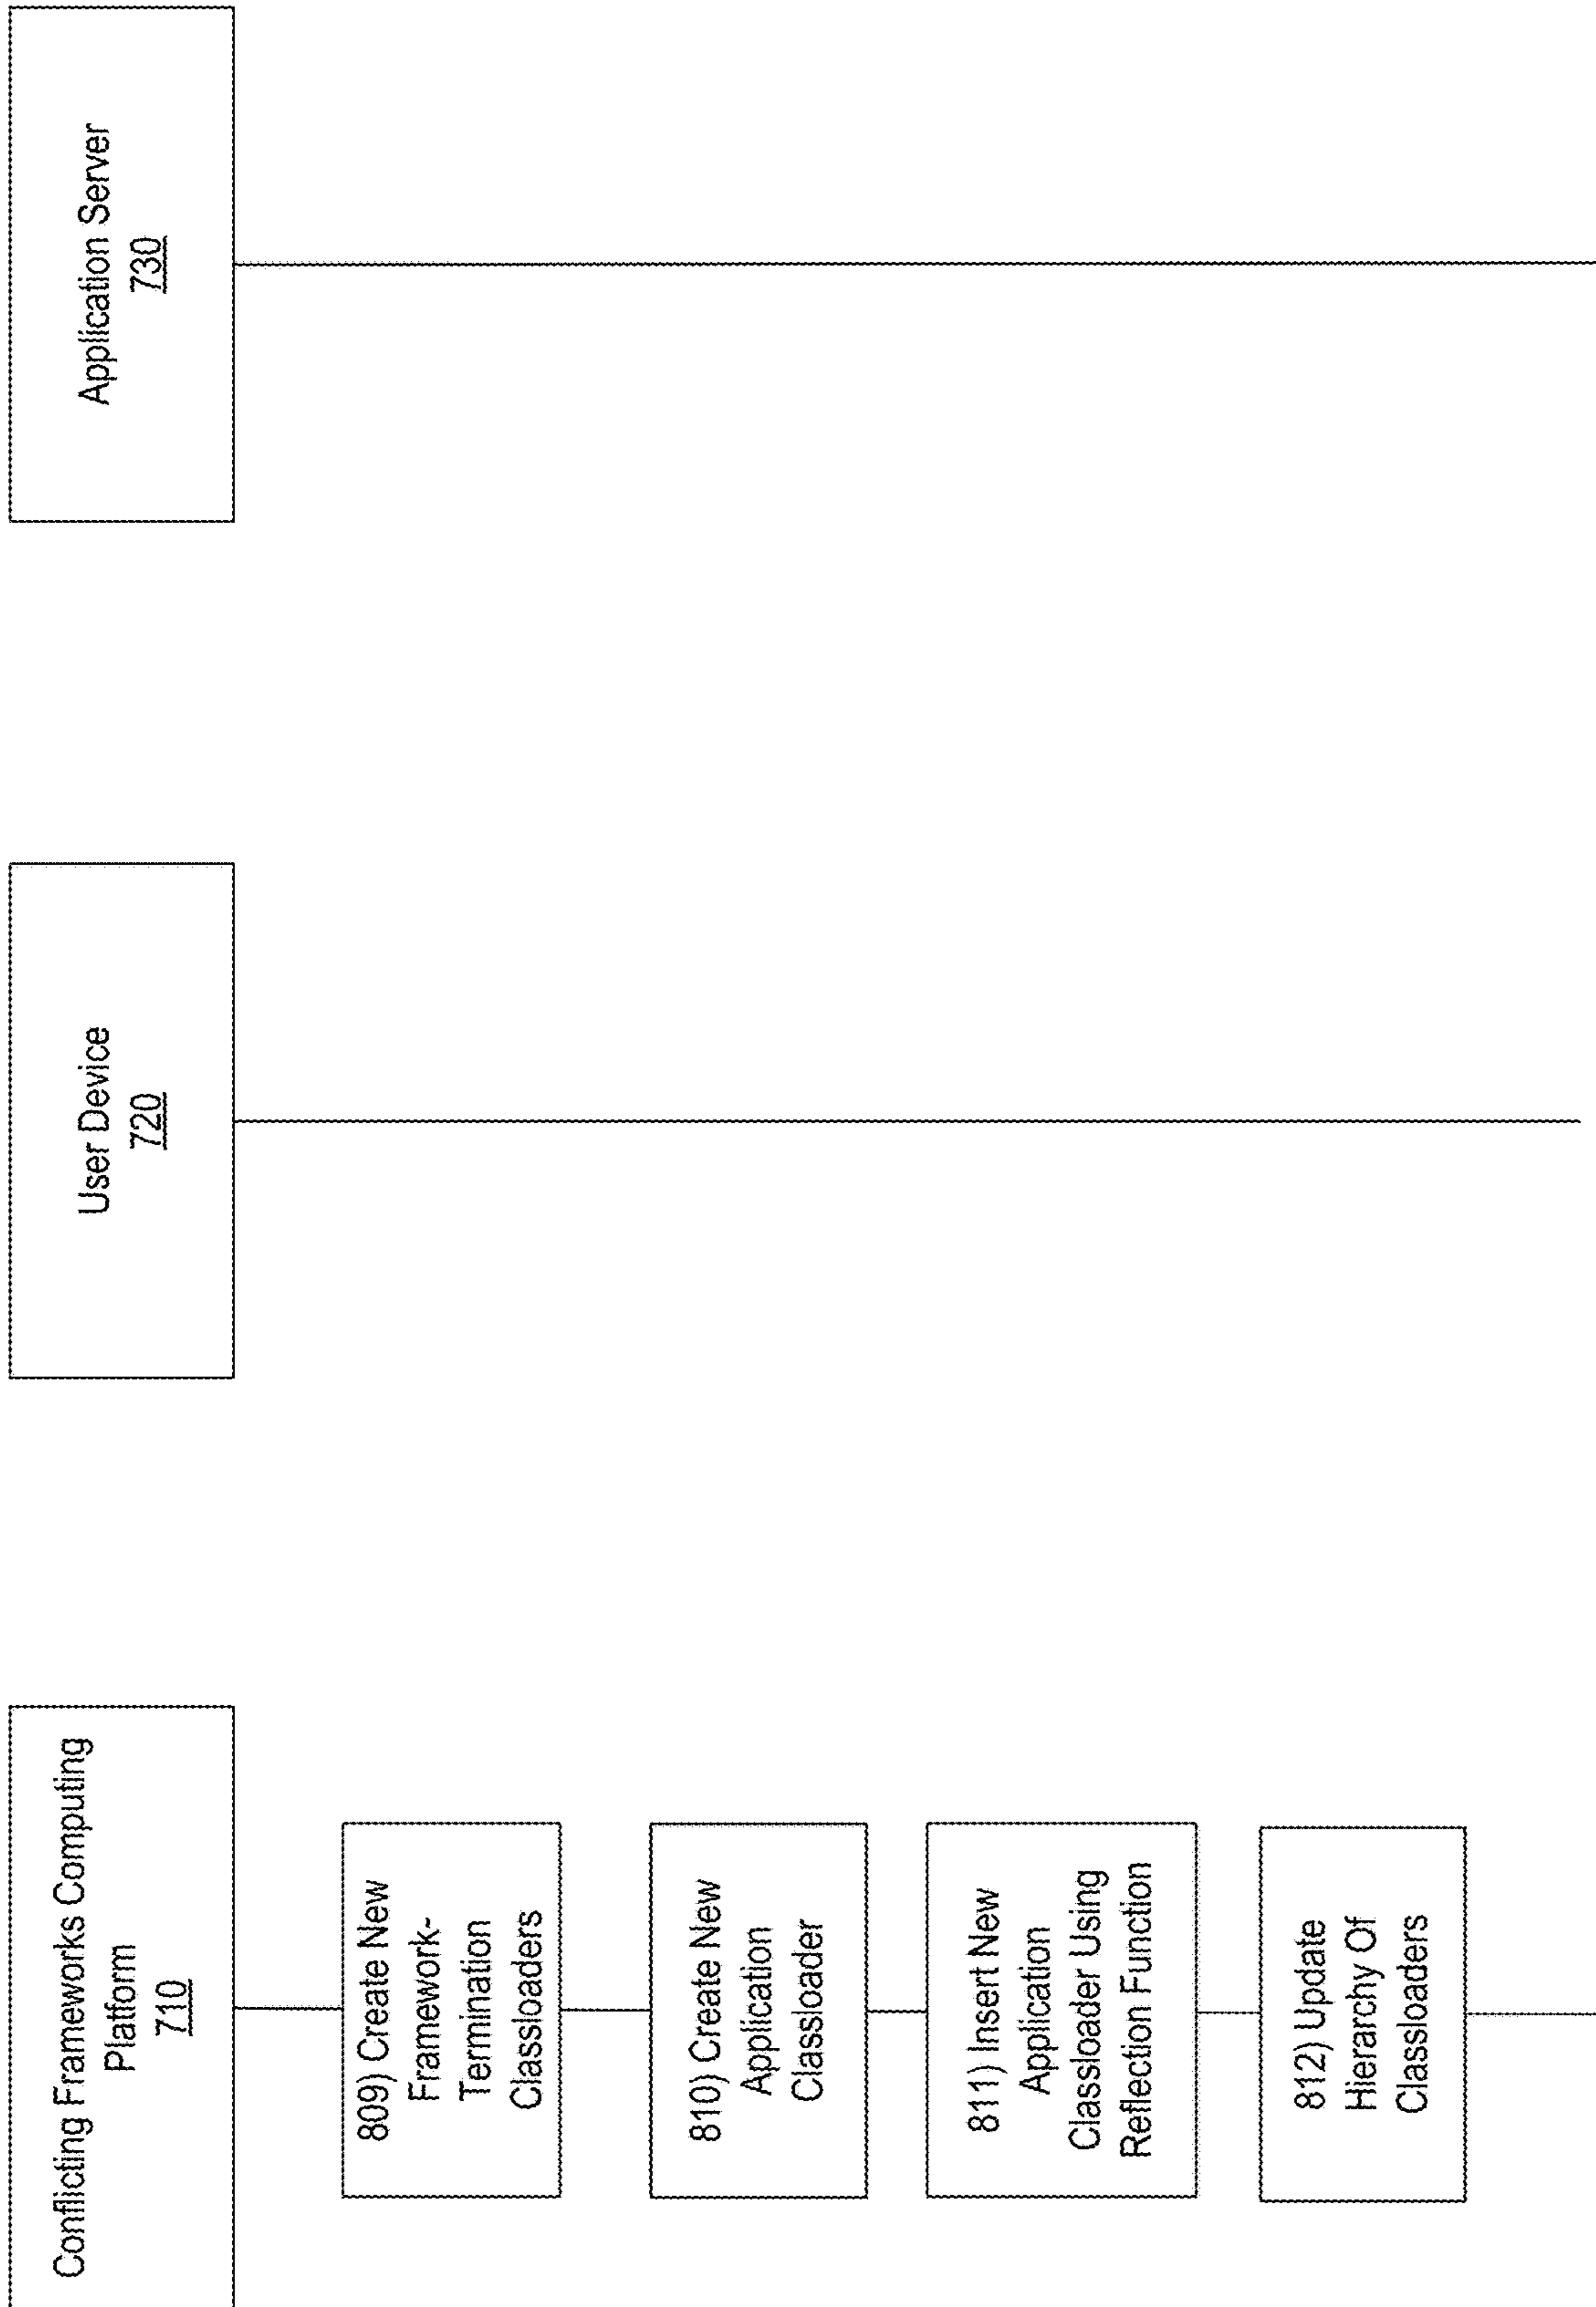 Conflicting Frameworks Computing
Platform
710
User Device
720
Application Server
730
809) Create New
Framework-
Termination
Classloaders
810) Create New
Application
Classloader
811) Insert New
Application
Classloader Using
Reflection Function
812) Update
Hierarchy Of
Classloaders